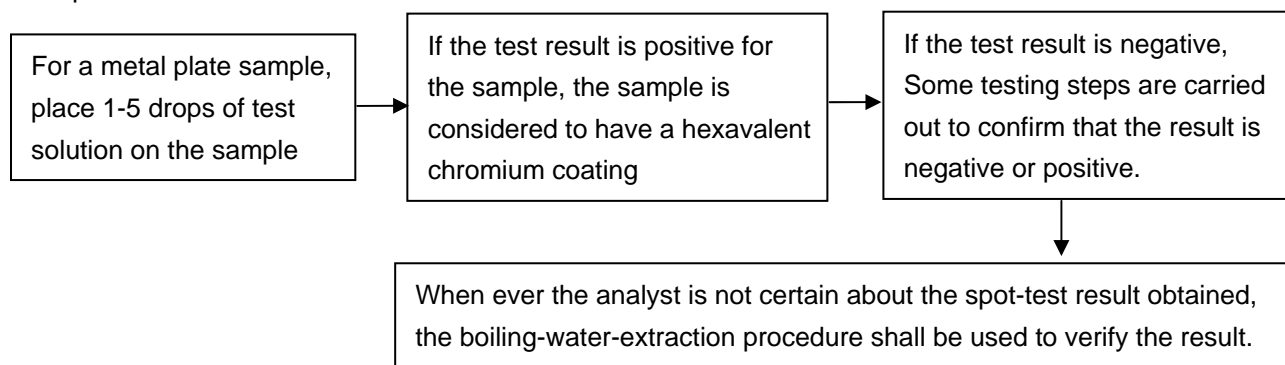 For a metal plate sample,
place 1-5 drops of test
solution on the sample
If the test result is positive for
the sample, the sample is
considered to have a hexavalent
chromium coating
If the test result is negative,
Some testing steps are carried
out to confirm that the result is
negative or positive.
When ever the analyst is not certain about the spot-test result obtained,
the boiling-water-extraction procedure shall be used to verify the result.